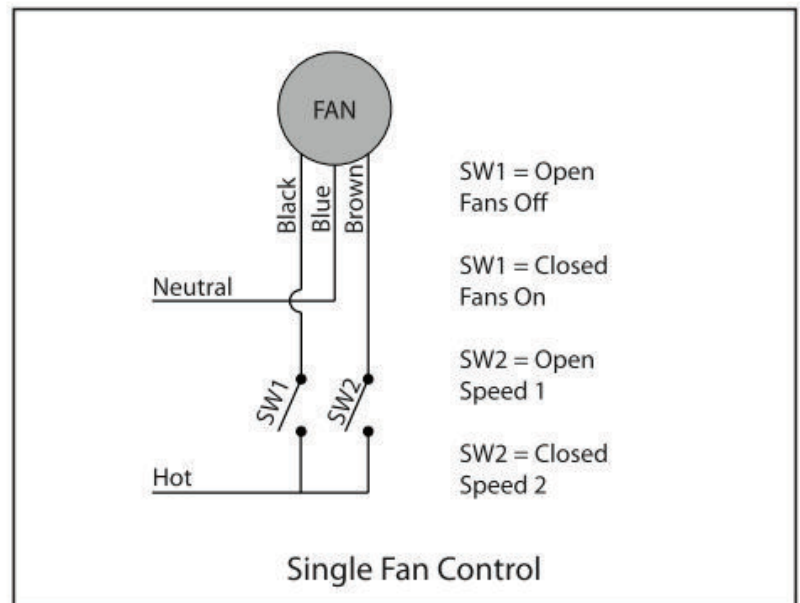 FAN
Black
Blue
Brown
Neutral
SW1
SW2
Hot
SW1 = Open
Fans Off
SW1 = Closed
Fans On
SW2 = Open
Speed 1
SW2 = Closed
Speed 2
Single Fan Control